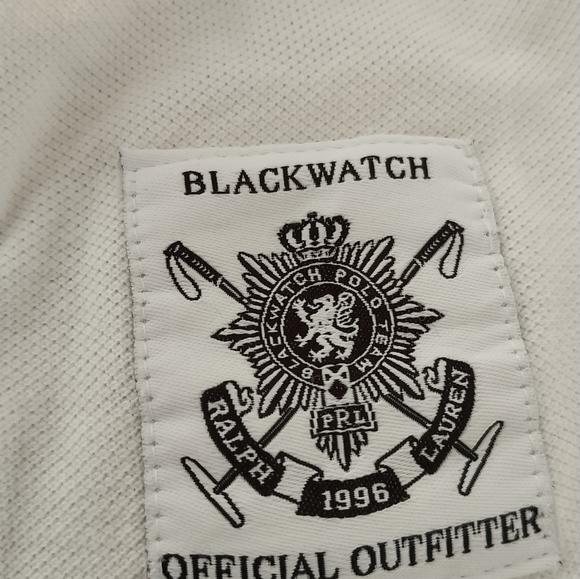 BLACKWATCH
BLACKWATCH POLO TEAM
PRL
RALPH
LAUREN
1996
OFFICIAL OUTFITTER